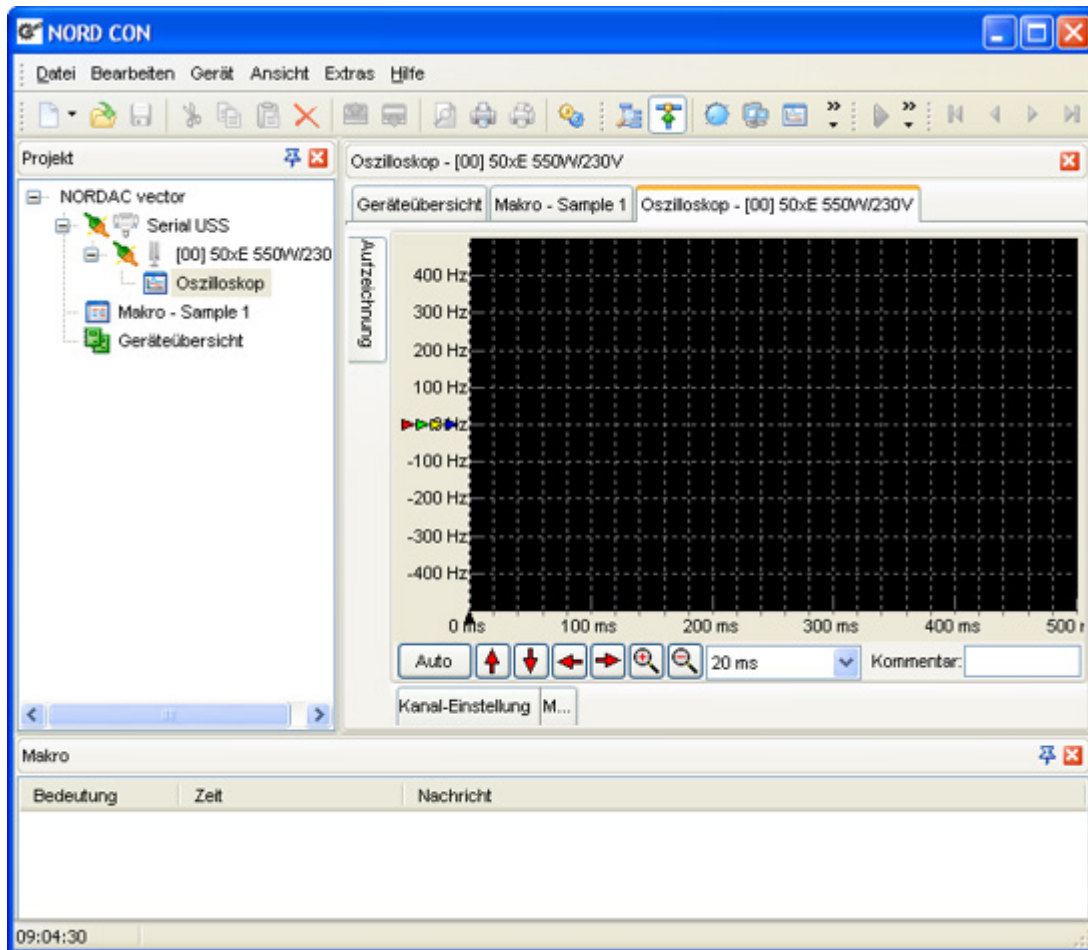 NORD CON
Datei Bearbeiten Gerät Ansicht Extras Hilfe
Projekt
NORDAC vector
Serial USS
[00] 50xE 550W/230
Oszilloskop
Makro - Sample 1
Geräteübersicht
Oszilloskop - [00] 50xE 550W/230V
Geräteübersicht Makro - Sample 1 Oszilloskop - [00] 50xE 550W/230V
Aufzeichnung
400 Hz
300 Hz
200 Hz
100 Hz
Hz
-100 Hz
-200 Hz
-300 Hz
-400 Hz
0 ms 100 ms 200 ms 300 ms 400 ms 500
Auto 20 ms Kommentar:
Kanal-Einstellung M...
Makro
Bedeutung Zeit Nachricht
09:04:30